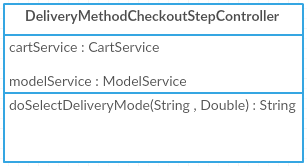 DeliveryMethodCheckoutStepController
cartService : CartService
modelService : ModelService
doSelectDeliveryMode(String , Double) : String